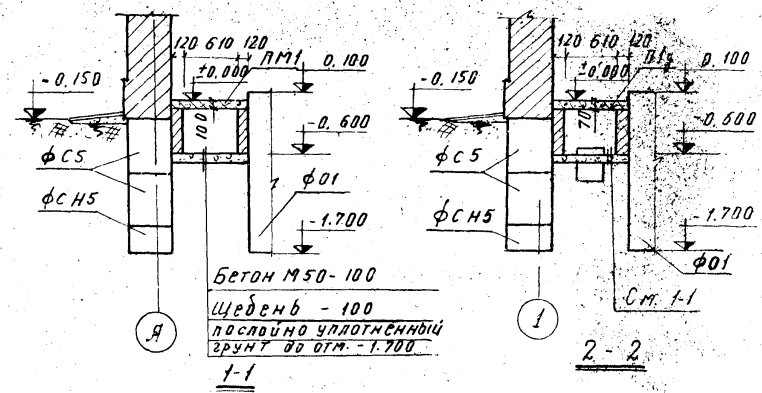 120 610 120
±0,000
ПМ1
0,100
-0,150
100
-0,600
ФС5
ФСН5
Ф01
-1.700
Бетон М50-100
Щебень - 100
послойно уплотненный
грунт до отм. -1.700
А
1-1
120 610 120
±0,000
0,100
-0,150
70
-0,600
ФС5
ФСН5
-1.700
Ф01
См. 1-1
1
2-2